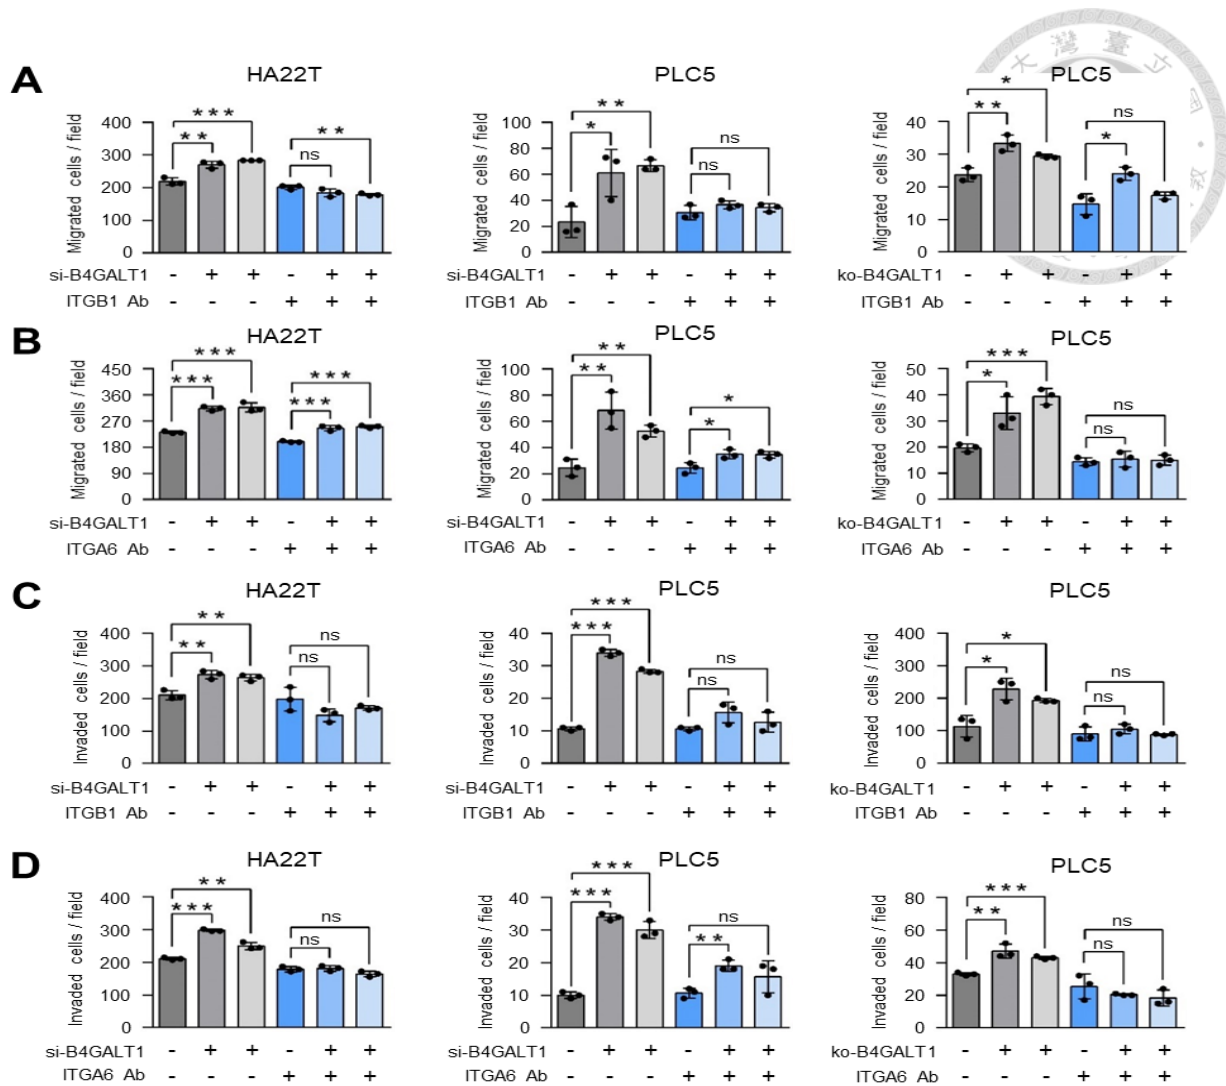 大 灣 臺 立
教
A
HA22T
PLC5
PLC5
Migrated cells / field
400
300
200
100
0
** *** ns **
Migrated cells / field
100
80
60
40
20
0
* ** ns ns
Migrated cells / field
40
30
20
10
0
** * * ns
si-B4GALT1 - + + - + +
ITGB1 Ab - - - + + +
si-B4GALT1 - + + - + +
ITGB1 Ab - - - + + +
ko-B4GALT1 - + + - + +
ITGB1 Ab - - - + + +
B
HA22T
PLC5
PLC5
Migrated cells / field
450
360
270
180
90
0
*** *** *** ***
Migrated cells / field
100
80
60
40
20
0
** ** * *
Migrated cells / field
50
40
30
20
10
0
* *** ns ns
si-B4GALT1 - + + - + +
ITGA6 Ab - - - + + +
si-B4GALT1 - + + - + +
ITGA6 Ab - - - + + +
ko-B4GALT1 - + + - + +
ITGA6 Ab - - - + + +
C
HA22T
PLC5
PLC5
Invaded cells / field
400
300
200
100
0
** ** ns ns
Invaded cells / field
40
30
20
10
0
*** *** ns ns
Invaded cells / field
400
300
200
100
0
* * ns ns
si-B4GALT1 - + + - + +
ITGB1 Ab - - - + + +
si-B4GALT1 - + + - + +
ITGB1 Ab - - - + + +
ko-B4GALT1 - + + - + +
ITGB1 Ab - - - + + +
D
HA22T
PLC5
PLC5
Invaded cells / field
400
300
200
100
0
*** ** ns ns
Invaded cells / field
40
30
20
10
0
*** *** ** ns
Invaded cells / field
80
60
40
20
0
** *** ns ns
si-B4GALT1 - + + - + +
ITGA6 Ab - - - + + +
si-B4GALT1 - + + - + +
ITGA6 Ab - - - + + +
ko-B4GALT1 - + + - + +
ITGA6 Ab - - - + + +